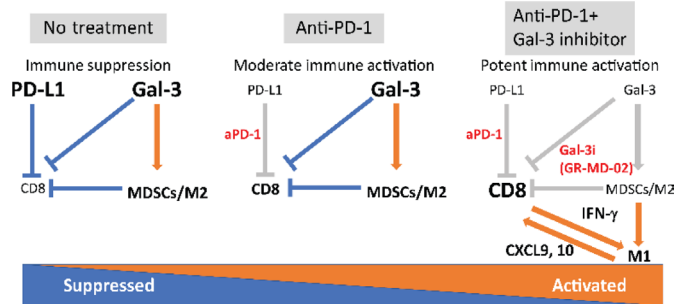 No treatment
Immune suppression
PD-L1
Gal-3
CD8
MDSCs/M2
Anti-PD-1
Moderate immune activation
PD-L1
Gal-3
aPD-1
CD8
MDSCs/M2
Anti-PD-1+
Gal-3 inhibitor
Potent immune activation
PD-L1
Gal-3
aPD-1
Gal-3i
(GR-MD-02)
CD8
MDSCs/M2
IFN-γ
CXCL9, 10
M1
Suppressed
Activated